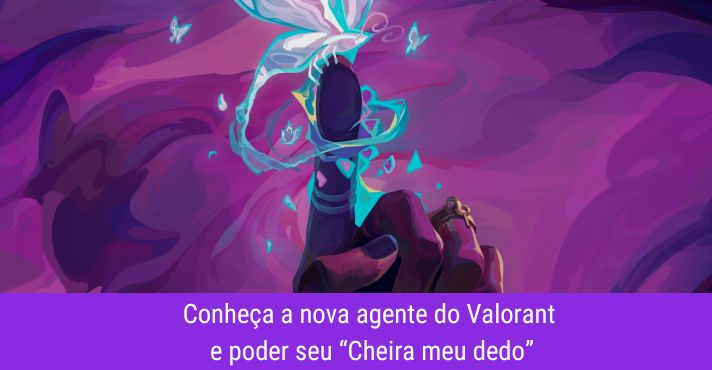 Conheça a nova agente do Valorant
e poder seu “Cheira meu dedo”